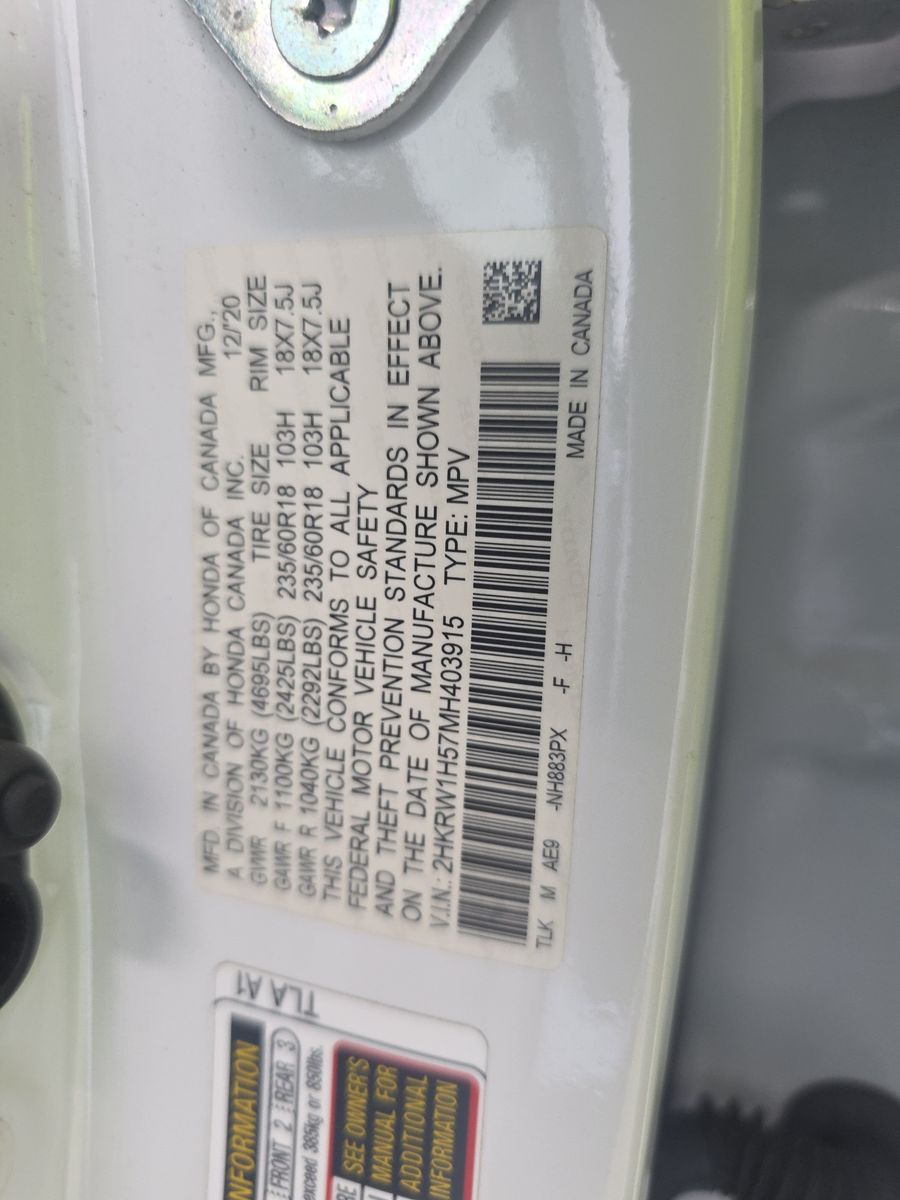 MFD. IN CANADA BY HONDA OF CANADA MFG.,
A DIVISION OF HONDA CANADA INC. 12/'20
GVWR 2130KG (4695LBS) TIRE SIZE RIM SIZE
GAWR F 1100KG (2425LBS) 235/60R18 103H 18X7.5J
GAWR R 1040KG (2292LBS) 235/60R18 103H 18X7.5J
THIS VEHICLE CONFORMS TO ALL APPLICABLE
FEDERAL MOTOR VEHICLE SAFETY
AND THEFT PREVENTION STANDARDS IN EFFECT
ON THE DATE OF MANUFACTURE SHOWN ABOVE.
V.I.N.: 2HKRW1H57MH403915 TYPE: MPV
TLK M AE9 -NH883PX -F -H MADE IN CANADA
TLA A1
NFORMATION
FRONT 2 REAR 3
exceed 385kg or 850lbs.
SEE OWNER'S
MANUAL FOR
ADDITIONAL
INFORMATION